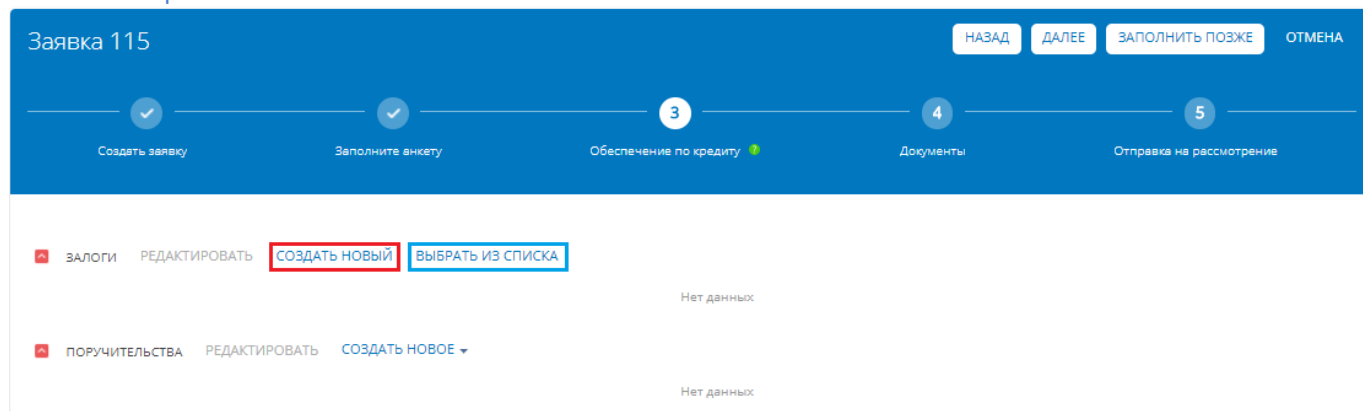 Заявка 115
НАЗАД ДАЛЕЕ ЗАПОЛНИТЬ ПОЗЖЕ ОТМЕНА
3 4 5
Создать заявку Заполните анкету Обеспечение по кредиту ? Документы Отправка на рассмотрение
ЗАЛОГИ РЕДАКТИРОВАТЬ СОЗДАТЬ НОВЫЙ ВЫБРАТЬ ИЗ СПИСКА
Нет данных
ПОРУЧИТЕЛЬСТВА РЕДАКТИРОВАТЬ СОЗДАТЬ НОВОЕ
Нет данных